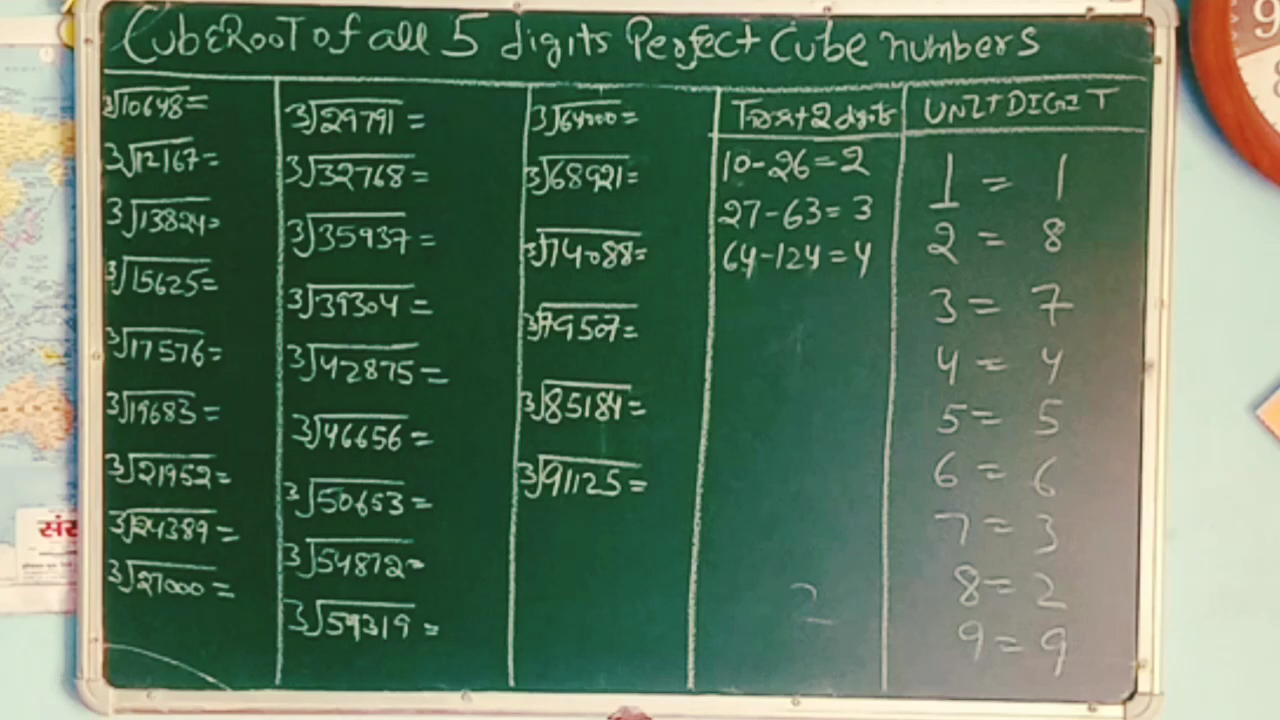 CubERooT of all 5 digits Perfect Cube numbers
∛10648=
∛12167=
∛13824=
∛15625=
∛17576=
∛19683=
∛21952=
∛24389=
∛27000=
∛29791=
∛32768=
∛35937=
∛39304=
∛42875=
∛46656=
∛50653=
∛54872=
∛59319=
∛64000=
∛68921=
∛74088=
∛79507=
∛85184=
∛91125=
First 2 digits
10-26=2
27-63=3
64-124=4
UNIT DIGIT
1 = 1
2 = 8
3 = 7
4 = 4
5 = 5
6 = 6
7 = 3
8 = 2
9 = 9
2
संस
9
8